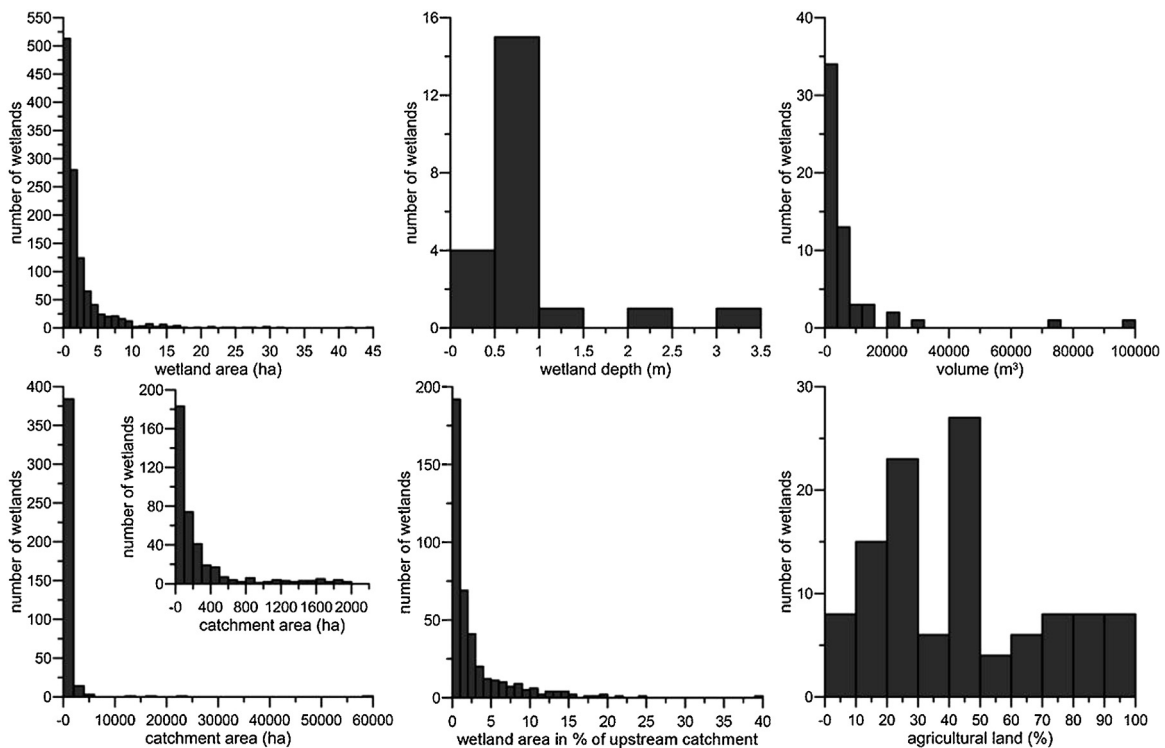 number of wetlands
550
500
450
400
350
300
250
200
150
100
50
0
-0 5 10 15 20 25 30 35 40 45
wetland area (ha)
number of wetlands
16
12
8
4
0
-0 0.5 1 1.5 2 2.5 3 3.5
wetland depth (m)
number of wetlands
40
30
20
10
0
-0 20000 40000 60000 80000 100000
volume (m³)
number of wetlands
400
350
300
250
200
150
100
50
0
-0 10000 20000 30000 40000 50000 60000
catchment area (ha)
number of wetlands
200
160
120
80
40
0
-0 400 800 1200 1600 2000
catchment area (ha)
number of wetlands
200
150
100
50
0
0 5 10 15 20 25 30 35 40
wetland area in % of upstream catchment
number of wetlands
30
20
10
0
-0 10 20 30 40 50 60 70 80 90 100
agricultural land (%)